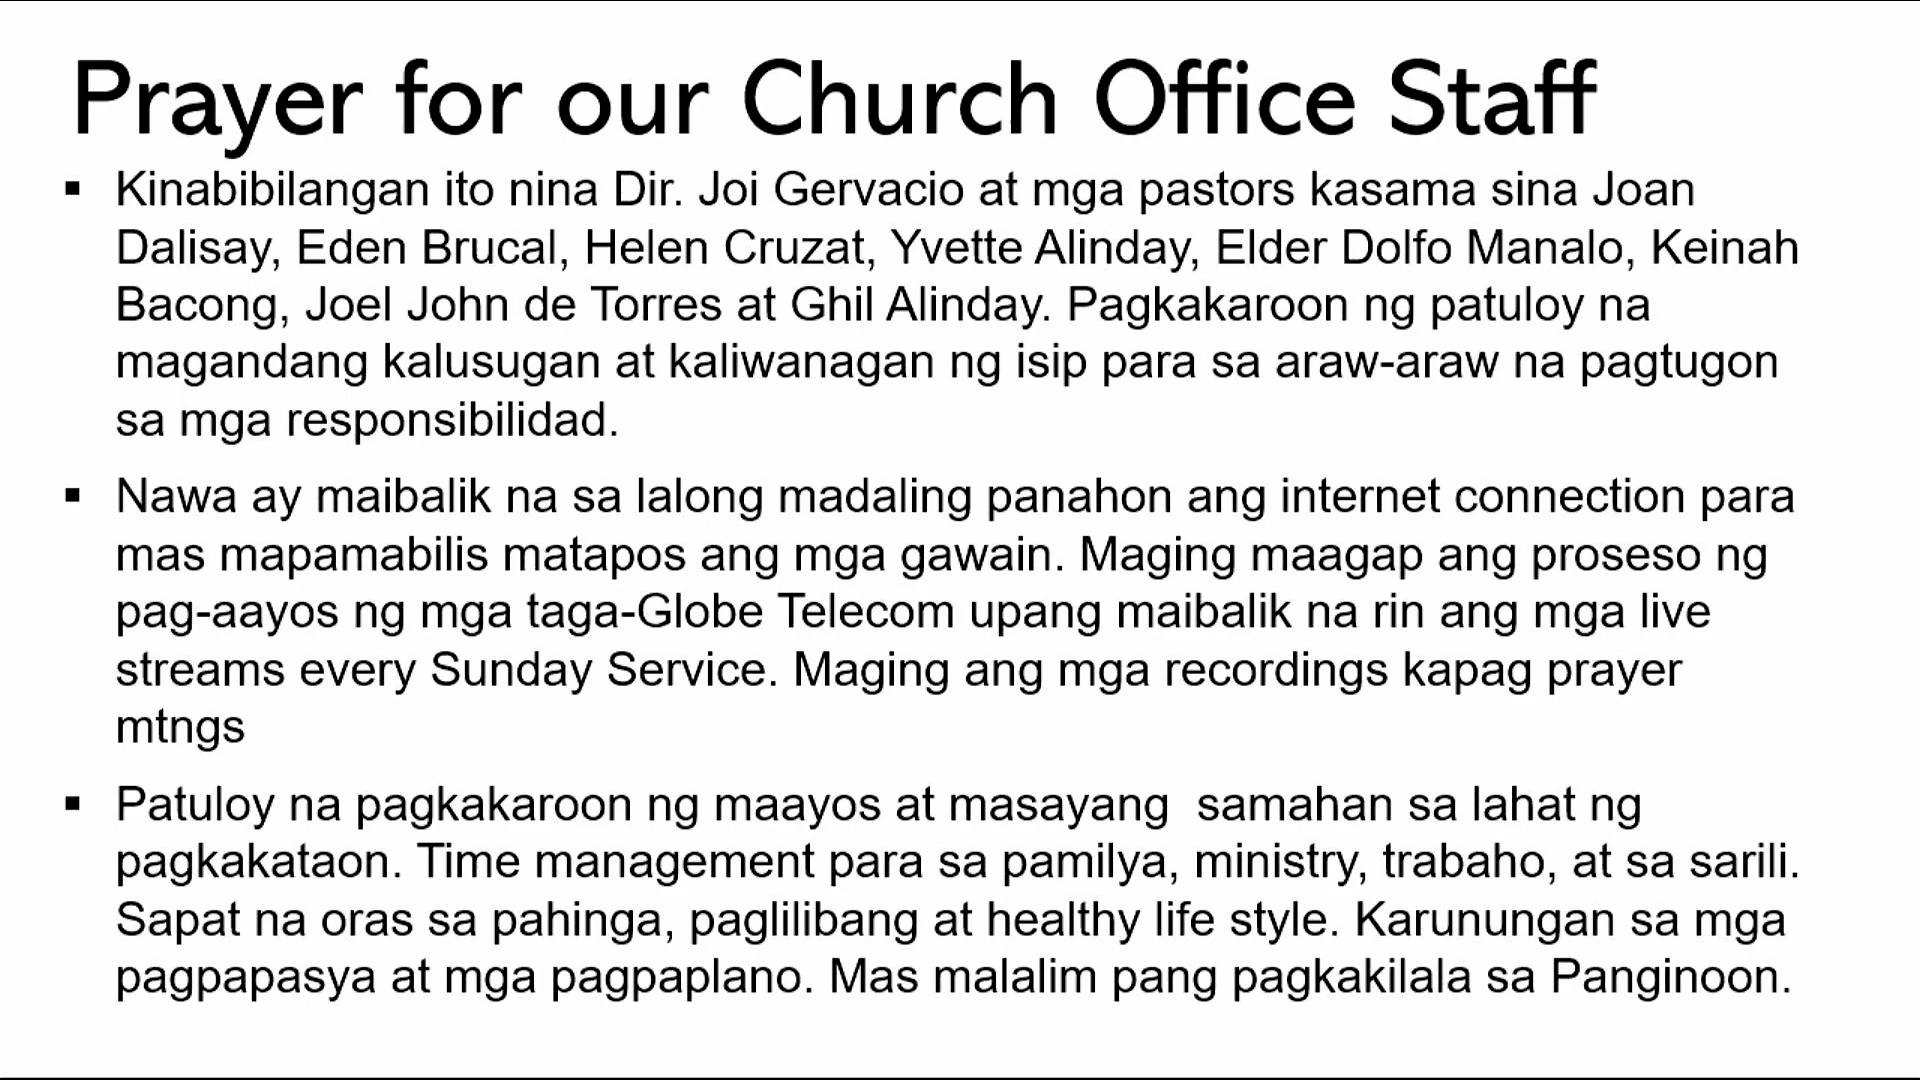 Prayer for our Church Office Staff
▪ Kinabibilangan ito nina Dir. Joi Gervacio at mga pastors kasama sina Joan
Dalisay, Eden Brucal, Helen Cruzat, Yvette Alinday, Elder Dolfo Manalo, Keinah
Bacong, Joel John de Torres at Ghil Alinday. Pagkakaroon ng patuloy na
magandang kalusugan at kaliwanagan ng isip para sa araw-araw na pagtugon
sa mga responsibilidad.
▪ Nawa ay maibalik na sa lalong madaling panahon ang internet connection para
mas mapamabilis matapos ang mga gawain. Maging maagap ang proseso ng
pag-aayos ng mga taga-Globe Telecom upang maibalik na rin ang mga live
streams every Sunday Service. Maging ang mga recordings kapag prayer
mtngs
▪ Patuloy na pagkakaroon ng maayos at masayang  samahan sa lahat ng
pagkakataon. Time management para sa pamilya, ministry, trabaho, at sa sarili.
Sapat na oras sa pahinga, paglilibang at healthy life style. Karunungan sa mga
pagpapasya at mga pagpaplano. Mas malalim pang pagkakilala sa Panginoon.